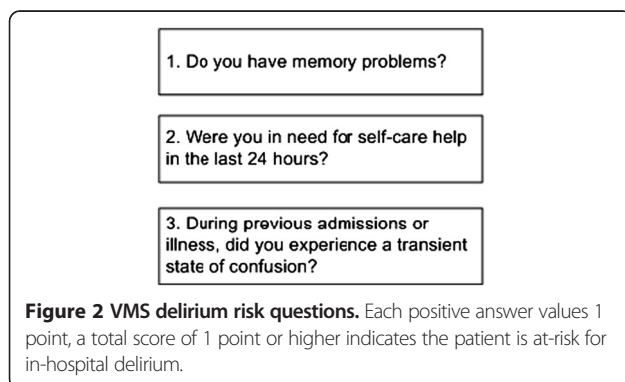 1. Do you have memory problems?
2. Were you in need for self-care help
in the last 24 hours?
3. During previous admissions or
illness, did you experience a transient
state of confusion?
Figure 2 VMS delirium risk questions. Each positive answer values 1
point, a total score of 1 point or higher indicates the patient is at-risk for
in-hospital delirium.